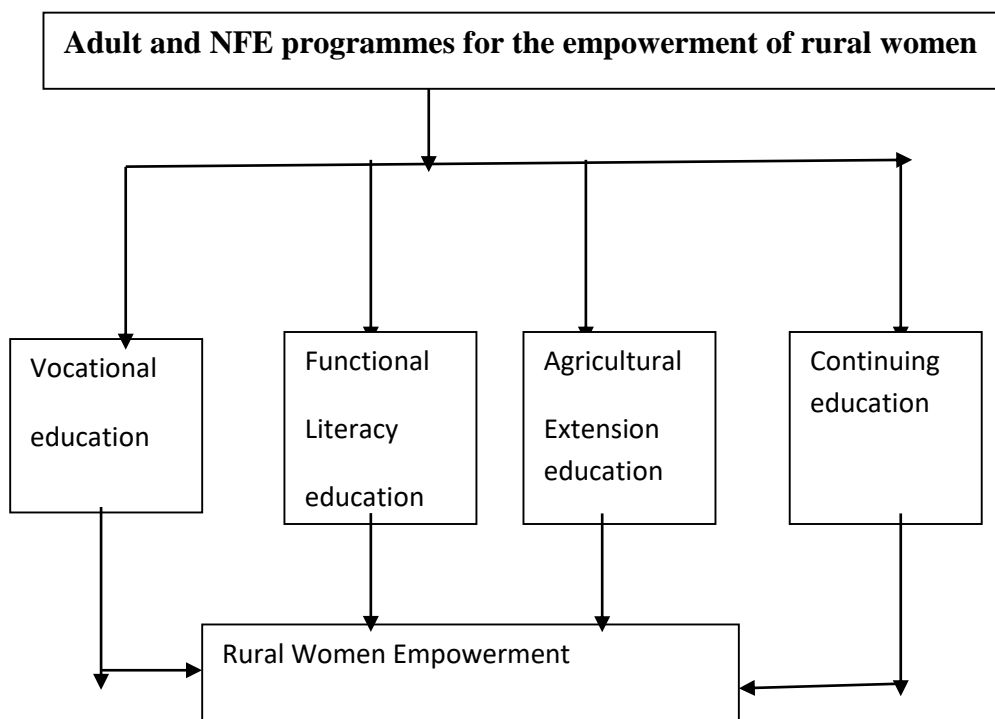 Adult and NFE programmes for the empowerment of rural women
Vocational
education
Functional
Literacy
education
Agricultural
Extension
education
Continuing
education
Rural Women Empowerment